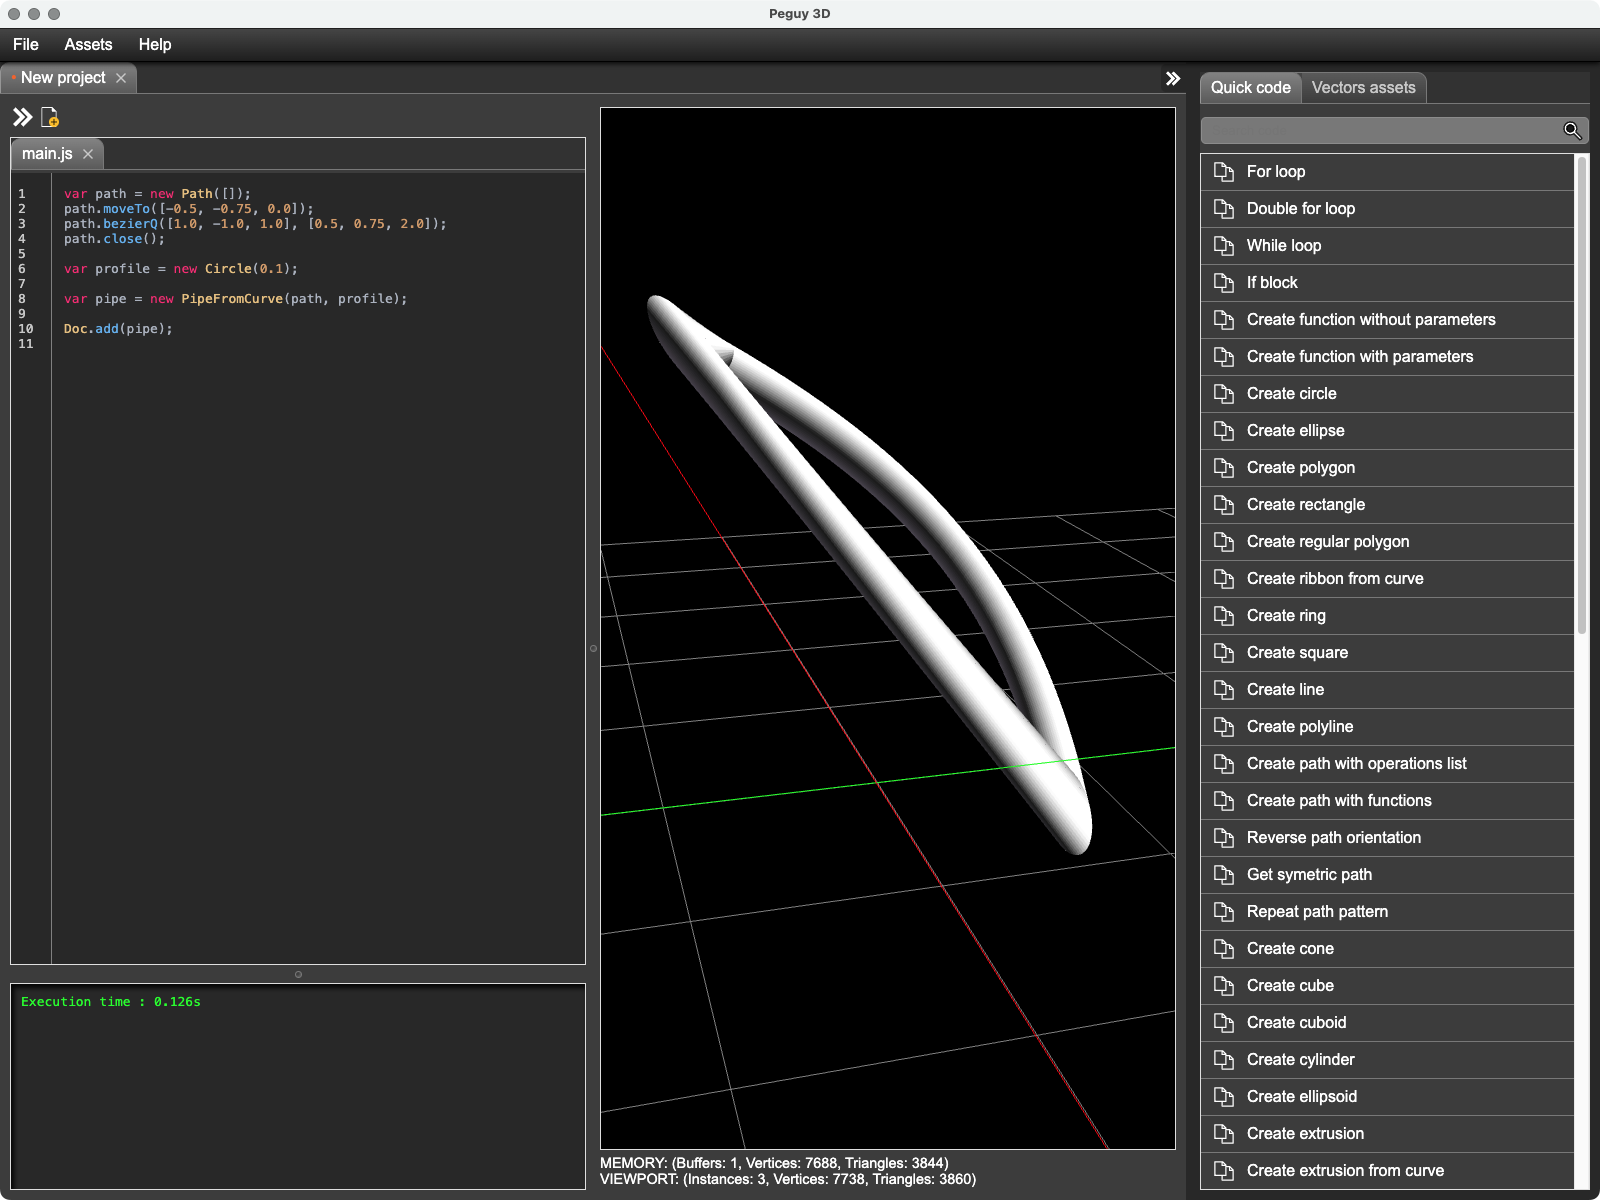 Peguy 3D
File Assets Help
• New project ×
main.js ×
1 var path = new Path([]);
2 path.moveTo([-0.5, -0.75, 0.0]);
3 path.bezierQ([1.0, -1.0, 1.0], [0.5, 0.75, 2.0]);
4 path.close();
5
6 var profile = new Circle(0.1);
7
8 var pipe = new PipeFromCurve(path, profile);
9
10 Doc.add(pipe);
11
Execution time : 0.126s
MEMORY: (Buffers: 1, Vertices: 7688, Triangles: 3844)
VIEWPORT: (Instances: 3, Vertices: 7738, Triangles: 3860)
Quick code Vectors assets
For loop
Double for loop
While loop
If block
Create function without parameters
Create function with parameters
Create circle
Create ellipse
Create polygon
Create rectangle
Create regular polygon
Create ribbon from curve
Create ring
Create square
Create line
Create polyline
Create path with operations list
Create path with functions
Reverse path orientation
Get symetric path
Repeat path pattern
Create cone
Create cube
Create cuboid
Create cylinder
Create ellipsoid
Create extrusion
Create extrusion from curve